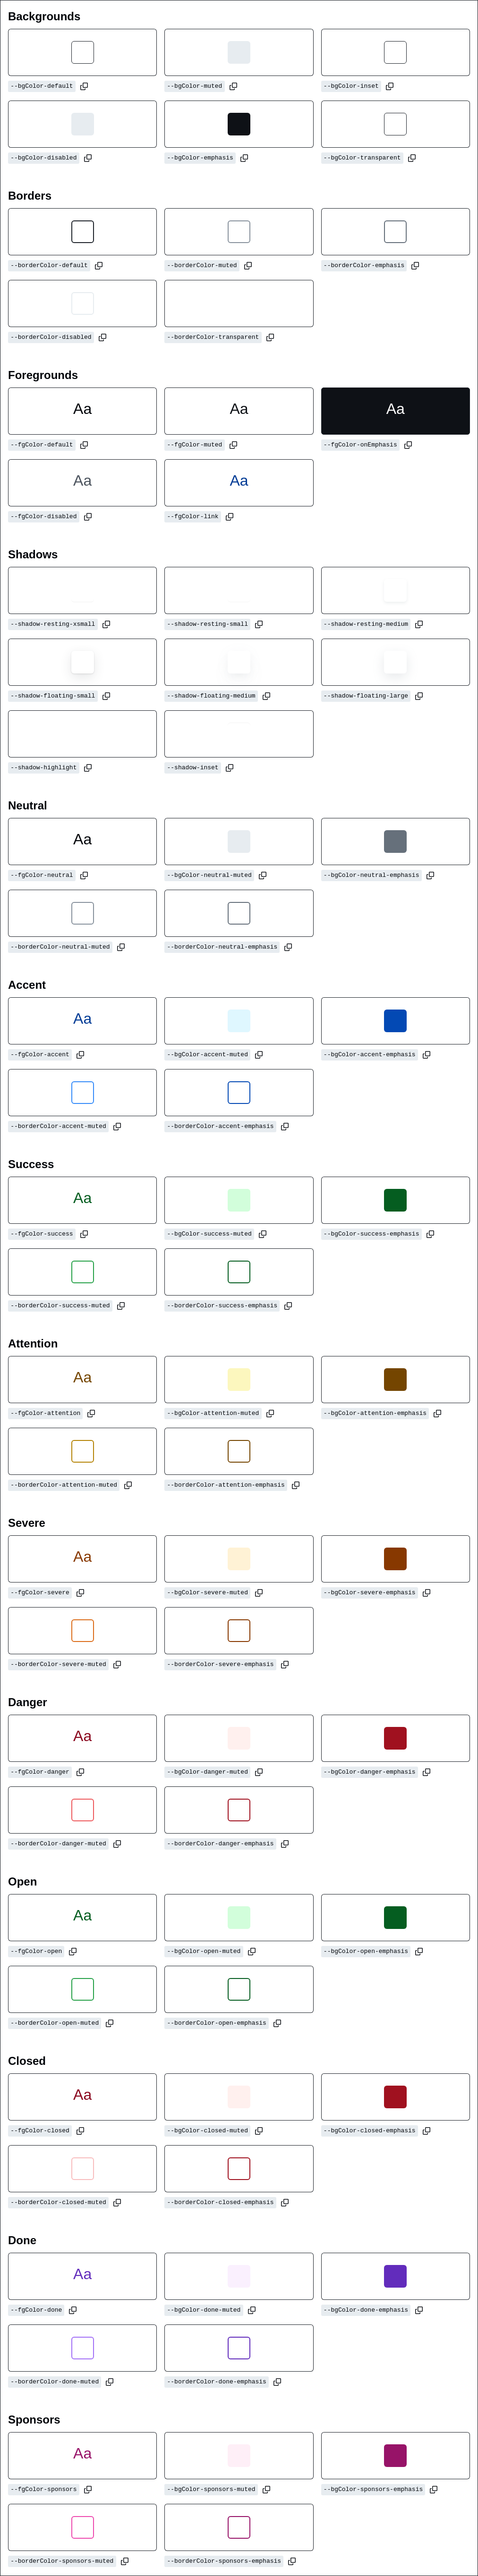 Backgrounds
--bgColor-default --bgColor-muted --bgColor-inset
--bgColor-disabled --bgColor-emphasis --bgColor-transparent
Borders
--borderColor-default --borderColor-muted --borderColor-emphasis
--borderColor-disabled --borderColor-transparent
Foregrounds
Aa Aa Aa
--fgColor-default --fgColor-muted --fgColor-onEmphasis
Aa Aa
--fgColor-disabled --fgColor-link
Shadows
--shadow-resting-xsmall --shadow-resting-small --shadow-resting-medium
--shadow-floating-small --shadow-floating-medium --shadow-floating-large
--shadow-highlight --shadow-inset
Neutral
Aa
--fgColor-neutral --bgColor-neutral-muted --bgColor-neutral-emphasis
--borderColor-neutral-muted --borderColor-neutral-emphasis
Accent
Aa
--fgColor-accent --bgColor-accent-muted --bgColor-accent-emphasis
--borderColor-accent-muted --borderColor-accent-emphasis
Success
Aa
--fgColor-success --bgColor-success-muted --bgColor-success-emphasis
--borderColor-success-muted --borderColor-success-emphasis
Attention
Aa
--fgColor-attention --bgColor-attention-muted --bgColor-attention-emphasis
--borderColor-attention-muted --borderColor-attention-emphasis
Severe
Aa
--fgColor-severe --bgColor-severe-muted --bgColor-severe-emphasis
--borderColor-severe-muted --borderColor-severe-emphasis
Danger
Aa
--fgColor-danger --bgColor-danger-muted --bgColor-danger-emphasis
--borderColor-danger-muted --borderColor-danger-emphasis
Open
Aa
--fgColor-open --bgColor-open-muted --bgColor-open-emphasis
--borderColor-open-muted --borderColor-open-emphasis
Closed
Aa
--fgColor-closed --bgColor-closed-muted --bgColor-closed-emphasis
--borderColor-closed-muted --borderColor-closed-emphasis
Done
Aa
--fgColor-done --bgColor-done-muted --bgColor-done-emphasis
--borderColor-done-muted --borderColor-done-emphasis
Sponsors
Aa
--fgColor-sponsors --bgColor-sponsors-muted --bgColor-sponsors-emphasis
--borderColor-sponsors-muted --borderColor-sponsors-emphasis